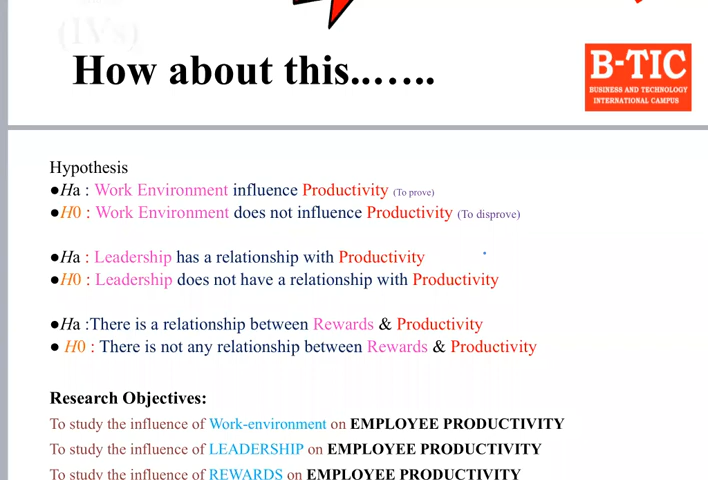 (IVs)
How about this..…..
B-TIC
BUSINESS AND TECHNOLOGY
INTERNATIONAL CAMPUS
Hypothesis
●Ha : Work Environment influence Productivity (To prove)
●H0 : Work Environment does not influence Productivity (To disprove)
●Ha : Leadership has a relationship with Productivity
●H0 : Leadership does not have a relationship with Productivity
●Ha :There is a relationship between Rewards & Productivity
● H0 : There is not any relationship between Rewards & Productivity
Research Objectives:
To study the influence of Work-environment on EMPLOYEE PRODUCTIVITY
To study the influence of LEADERSHIP on EMPLOYEE PRODUCTIVITY
To study the influence of REWARDS on EMPLOYEE PRODUCTIVITY